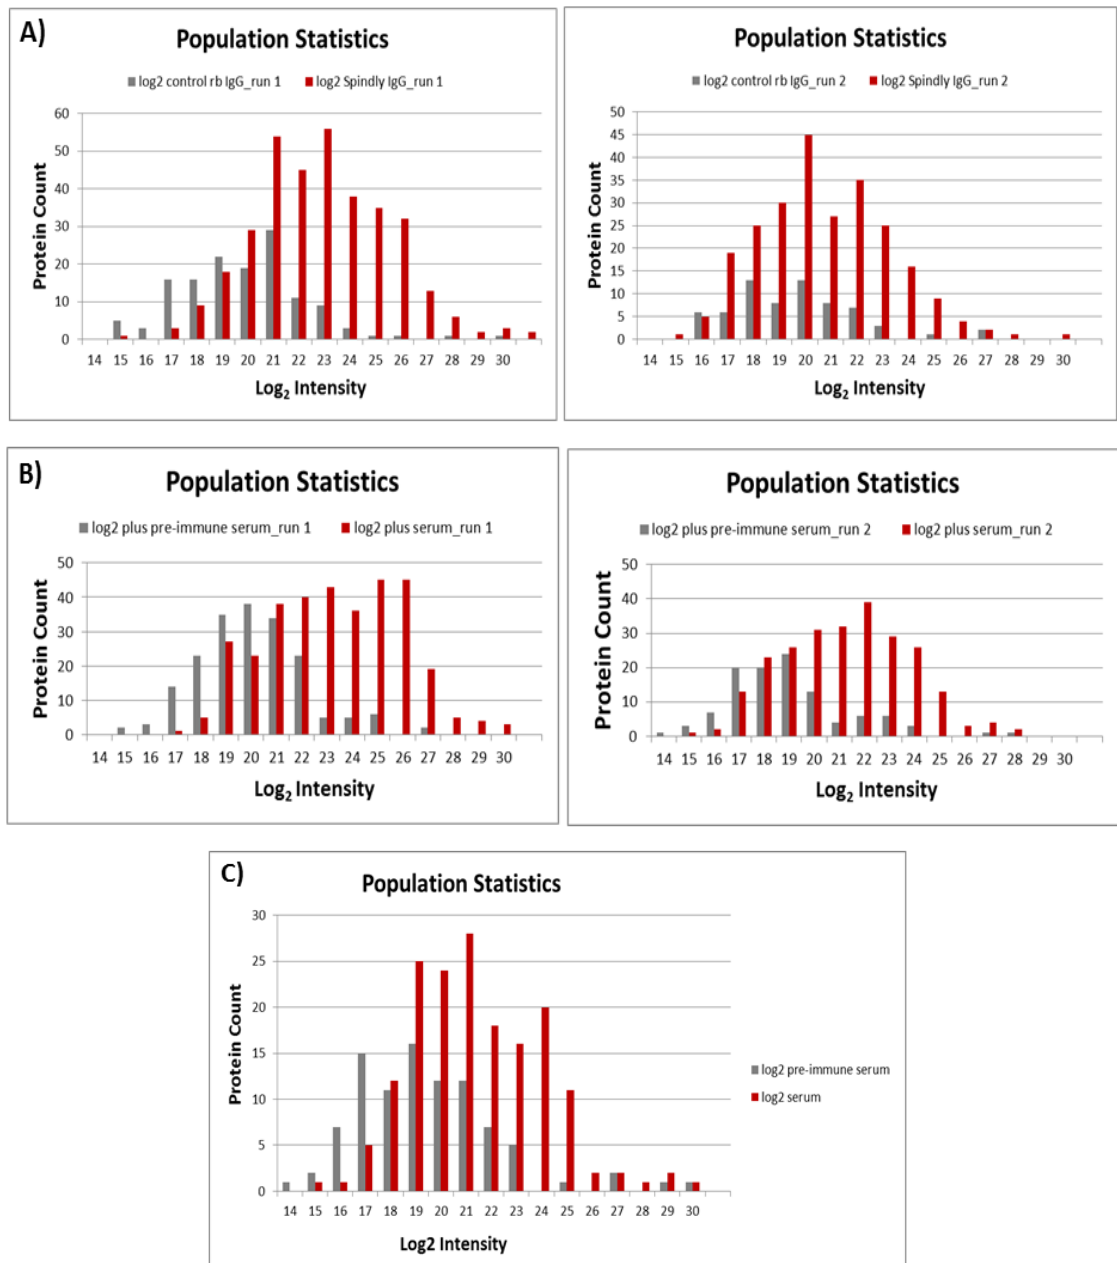 A)
Population Statistics
log2 control rb IgG_run 1 log2 Spindly IgG_run 1
60
50
40
30
20
10
0
Protein Count
14 15 16 17 18 19 20 21 22 23 24 25 26 27 28 29 30
Log2 Intensity
Population Statistics
log2 control rb IgG_run 2 log2 Spindly IgG_run 2
50
45
40
35
30
25
20
15
10
5
0
Protein Count
14 15 16 17 18 19 20 21 22 23 24 25 26 27 28 29 30
Log2 Intensity
B)
Population Statistics
log2 plus pre-immune serum_run 1 log2 plus serum_run 1
50
40
30
20
10
0
Protein Count
14 15 16 17 18 19 20 21 22 23 24 25 26 27 28 29 30
Log2 Intensity
Population Statistics
log2 plus pre-immune serum_run 2 log2 plus serum_run 2
50
40
30
20
10
0
Protein Count
14 15 16 17 18 19 20 21 22 23 24 25 26 27 28 29 30
Log2 Intensity
C)
Population Statistics
30
25
20
15
10
5
0
Protein Count
14 15 16 17 18 19 20 21 22 23 24 25 26 27 28 29 30
Log2 Intensity
log2 pre-immune serum
log2 serum